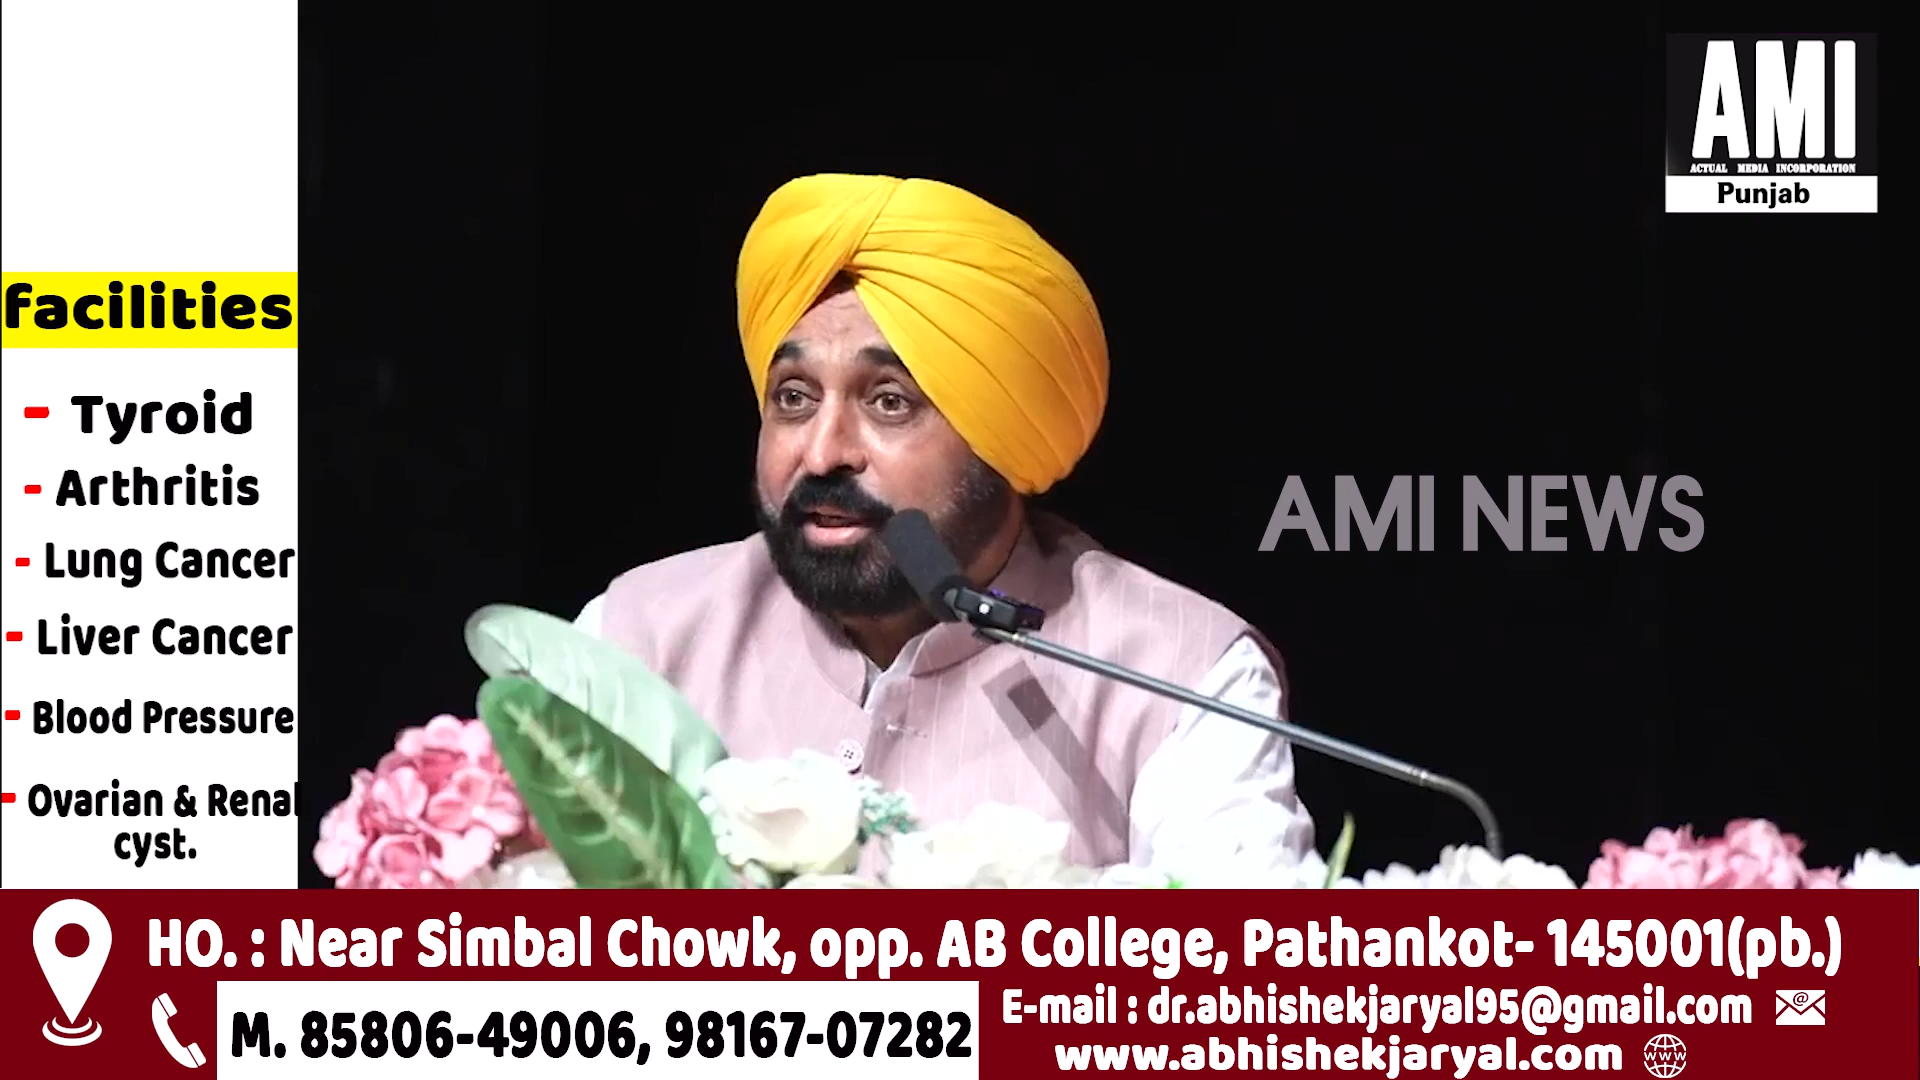 AMI
ACTUAL MEDIA INCORPORATION
Punjab
facilities
- Tyroid
- Arthritis
- Lung Cancer
- Liver Cancer
- Blood Pressure
- Ovarian & Renal
cyst.
AMI NEWS
HO. : Near Simbal Chowk, opp. AB College, Pathankot- 145001(pb.)
M. 85806-49006, 98167-07282
E-mail : dr.abhishekjaryal95@gmail.com
www.abhishekjaryal.com
www